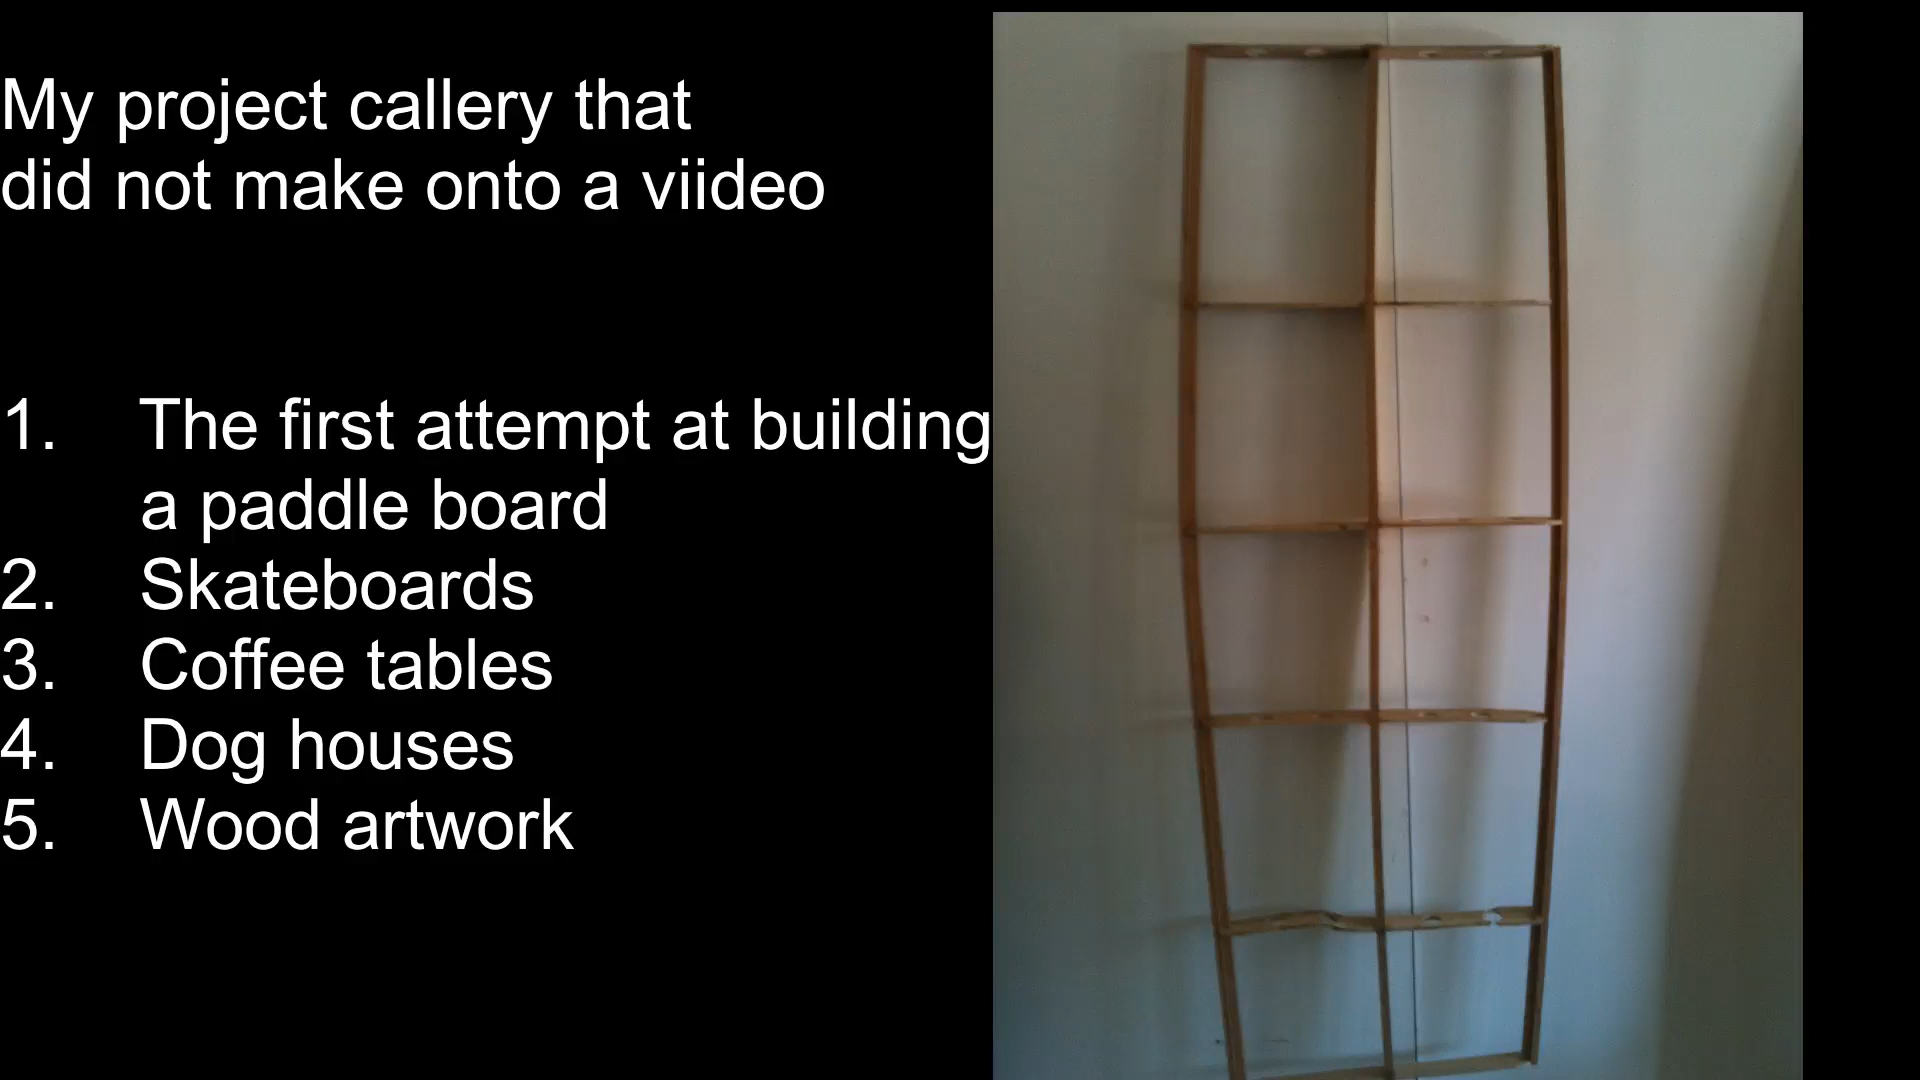 My project callery that
did not make onto a viideo
1. The first attempt at building
a paddle board
2. Skateboards
3. Coffee tables
4. Dog houses
5. Wood artwork